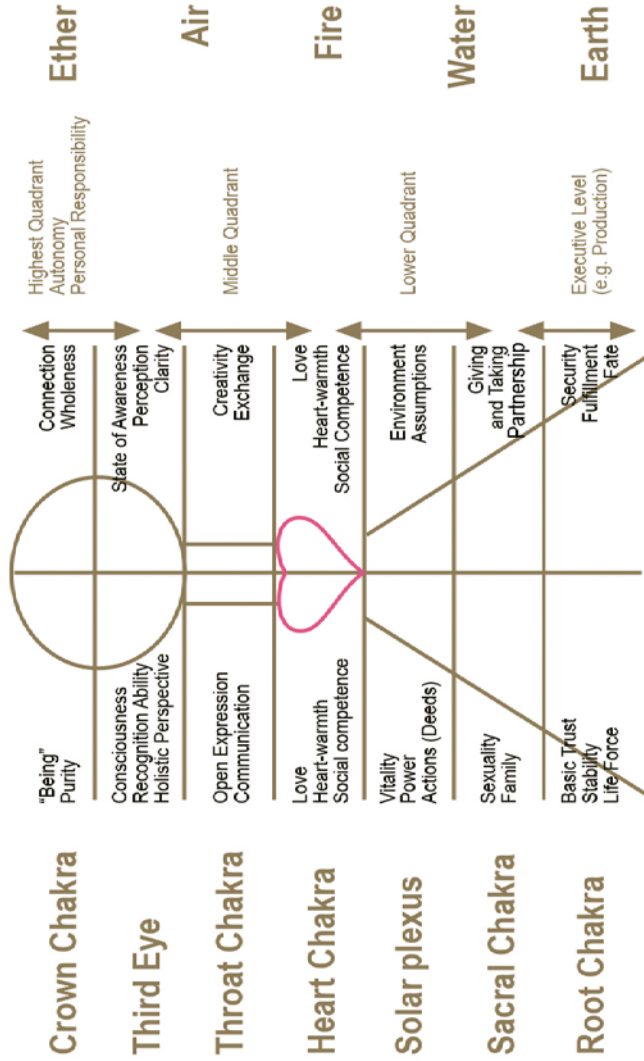 Crown Chakra
"Being"
Purity
Connection
Wholeness
Highest Quadrant
Autonomy
Personal Responsibility
Ether
Third Eye
Consciousness
Recognition Ability
Holistic Perspective
State of Awareness
Perception
Clarity
Air
Throat Chakra
Open Expression
Communication
Creativity
Exchange
Middle Quadrant
Heart Chakra
Love
Heart-warmth
Social competence
Love
Heart-warmth
Social Competence
Fire
Solar plexus
Vitality
Power
Actions (Deeds)
Environment
Assumptions
Lower Quadrant
Water
Sacral Chakra
Sexuality
Family
Giving
and Taking
Partnership
Root Chakra
Basic Trust
Stability
Life Force
Security
Fulfillment
Fate
Executive Level
(e.g. Production)
Earth